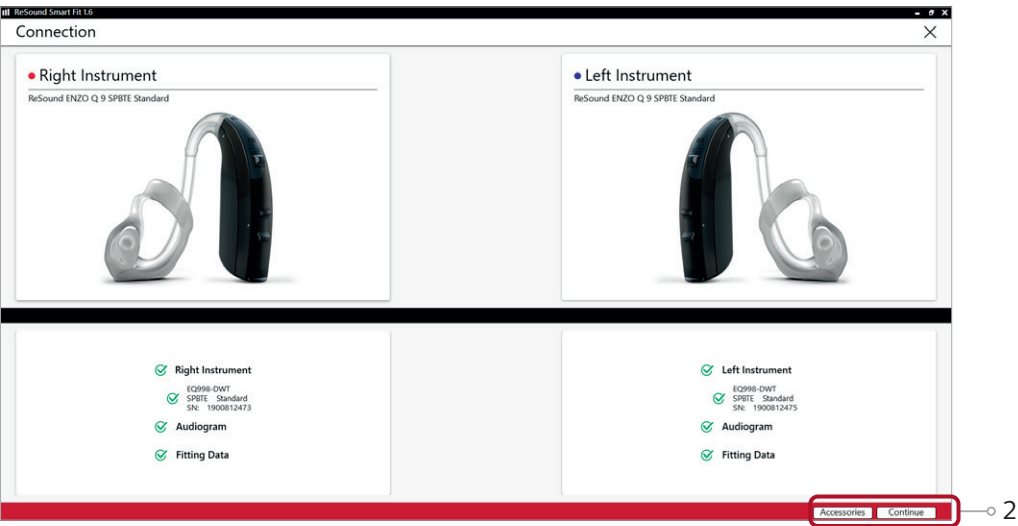 ReSound Smart Fit 1.6
Connection
Right Instrument
ReSound ENZO Q 9 SPBTE Standard
Left Instrument
ReSound ENZO Q 9 SPBTE Standard
Right Instrument
EQ998-DWT
SPBTE Standard
SN: 1900812473
Audiogram
Fitting Data
Left Instrument
EQ998-DWT
SPBTE Standard
SN: 1900812475
Audiogram
Fitting Data
Accessories Continue
2